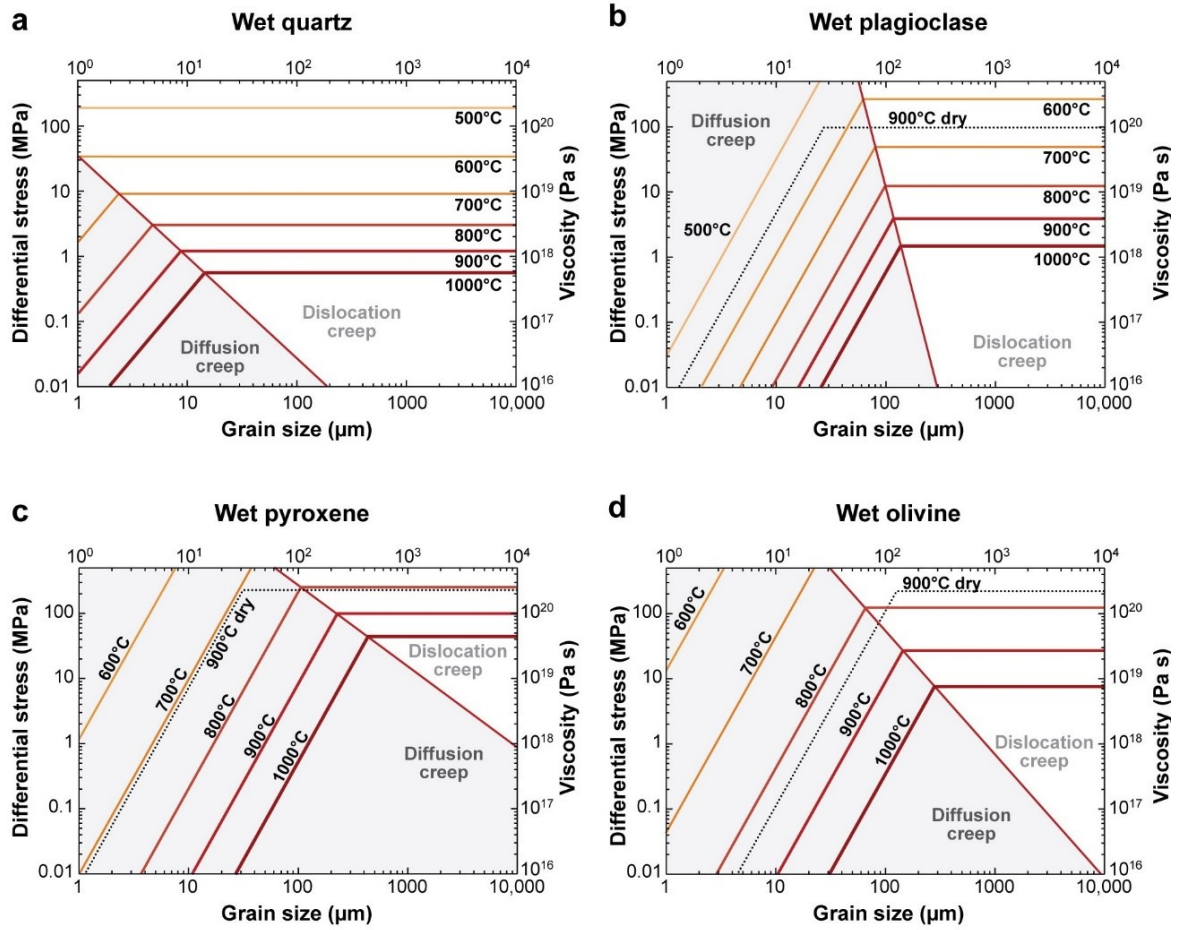 a
Wet quartz
10⁰ 10¹ 10² 10³ 10⁴
Differential stress (MPa)
100
10
1
0.1
0.01
500°C
600°C
700°C
800°C
900°C
1000°C
Dislocation
creep
Diffusion
creep
10²⁰
10¹⁹
10¹⁸
10¹⁷
10¹⁶
Viscosity (Pa s)
1 10 100 1000 10,000
Grain size (µm)
b
Wet plagioclase
10⁰ 10¹ 10² 10³ 10⁴
Differential stress (MPa)
100
10
1
0.1
0.01
Diffusion
creep
900°C dry
600°C
700°C
800°C
500°C
900°C
1000°C
Dislocation
creep
10²⁰
10¹⁹
10¹⁸
10¹⁷
10¹⁶
Viscosity (Pa s)
1 10 100 1000 10,000
Grain size (µm)
c
Wet pyroxene
10⁰ 10¹ 10² 10³ 10⁴
Differential stress (MPa)
100
10
1
0.1
0.01
600°C
700°C
900°C dry
800°C
900°C
1000°C
Dislocation
creep
Diffusion
creep
10²⁰
10¹⁹
10¹⁸
10¹⁷
10¹⁶
Viscosity (Pa s)
1 10 100 1000 10,000
Grain size (µm)
d
Wet olivine
10⁰ 10¹ 10² 10³ 10⁴
Differential stress (MPa)
100
10
1
0.1
0.01
600°C
700°C
800°C
900°C dry
900°C
1000°C
Dislocation
creep
Diffusion
creep
10²⁰
10¹⁹
10¹⁸
10¹⁷
10¹⁶
Viscosity (Pa s)
1 10 100 1000 10,000
Grain size (µm)